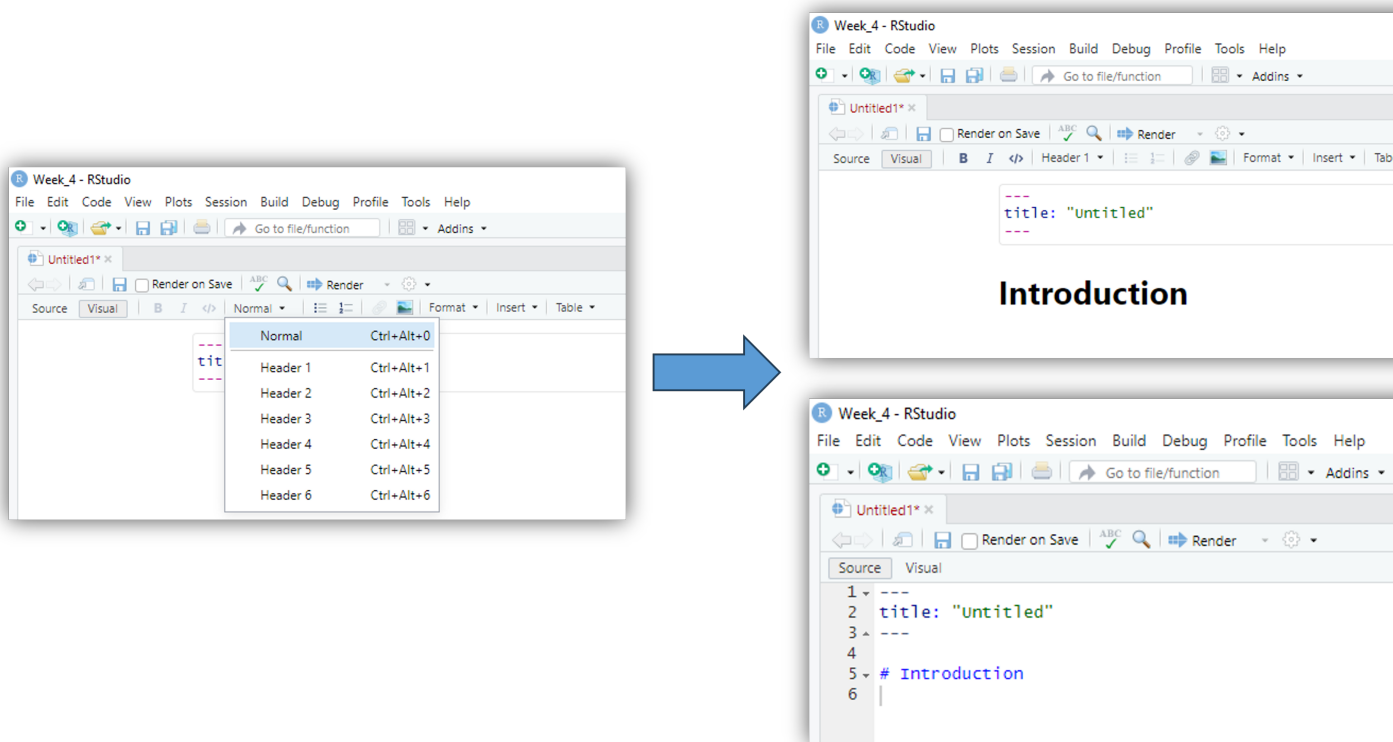 Week_4 - RStudio
File Edit Code View Plots Session Build Debug Profile Tools Help
Go to file/function Addins
Untitled1*
Render on Save ABC Render
Source Visual B I </> Normal Format Insert Table
---
tit
---
Normal Ctrl+Alt+0
Header 1 Ctrl+Alt+1
Header 2 Ctrl+Alt+2
Header 3 Ctrl+Alt+3
Header 4 Ctrl+Alt+4
Header 5 Ctrl+Alt+5
Header 6 Ctrl+Alt+6
R Week_4 - RStudio
File Edit Code View Plots Session Build Debug Profile Tools Help
Go to file/function Addins
Untitled1*
Render on Save ABC Render
Source Visual B I </> Header 1 Format Insert Tab
---
title: "Untitled"
---
Introduction
R Week_4 - RStudio
File Edit Code View Plots Session Build Debug Profile Tools Help
Go to file/function Addins
Untitled1*
Render on Save ABC Render
Source Visual
1 ---
2 title: "Untitled"
3 ---
4
5 # Introduction
6